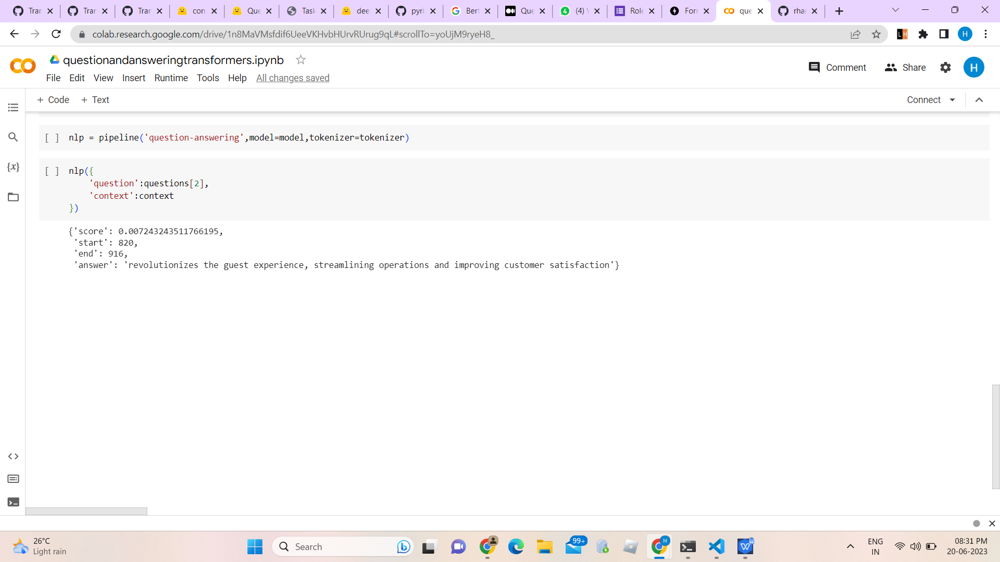 Trar Trar Trar con Que Task dee pyri Bert Que (4) Role For que rhar
colab.research.google.com/drive/1n8MaVMsfdif6UeeVKHvbHUrvRUrug9qL#scrollTo=yoUjM9ryeH8_
L H
H
questionandansweringtransformers.ipynb
Comment Share H
File Edit View Insert Runtime Tools Help All changes saved
+ Code + Text Connect
[ ] nlp = pipeline('question-answering',model=model,tokenizer=tokenizer)
{x}
[ ] nlp({
'question':questions[2],
'context':context
})
{'score': 0.007243243511766195,
'start': 820,
'end': 916,
'answer': 'revolutionizes the guest experience, streamlining operations and improving customer satisfaction'}
26°C
Light rain
Search
99+
H
W
ENG
IN
08:31 PM
20-06-2023